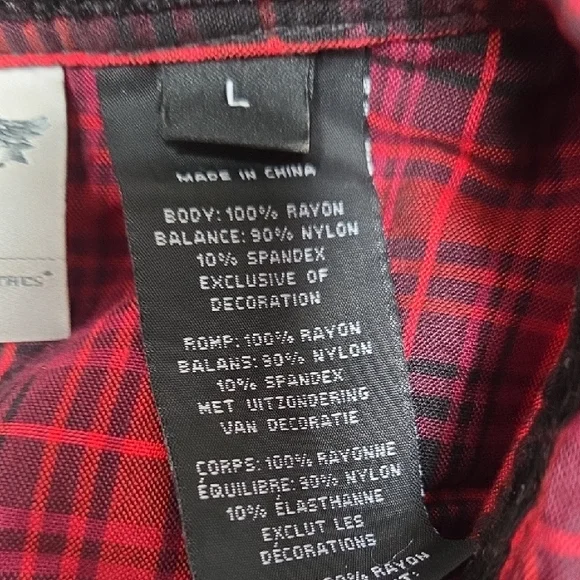 L
MADE IN CHINA
BODY: 100% RAYON
BALANCE: 90% NYLON
10% SPANDEX
EXCLUSIVE OF
DECORATION
ROMP: 100% RAYON
BALANS: 90% NYLON
10% SPANDEX
MET UITZONDERING
VAN DECORATIE
CORPS: 100% RAYONNE
ÉQUILIBRE: 90% NYLON
10% ÉLASTHANNE
EXCLUT LES
DÉCORATIONS
RAYON